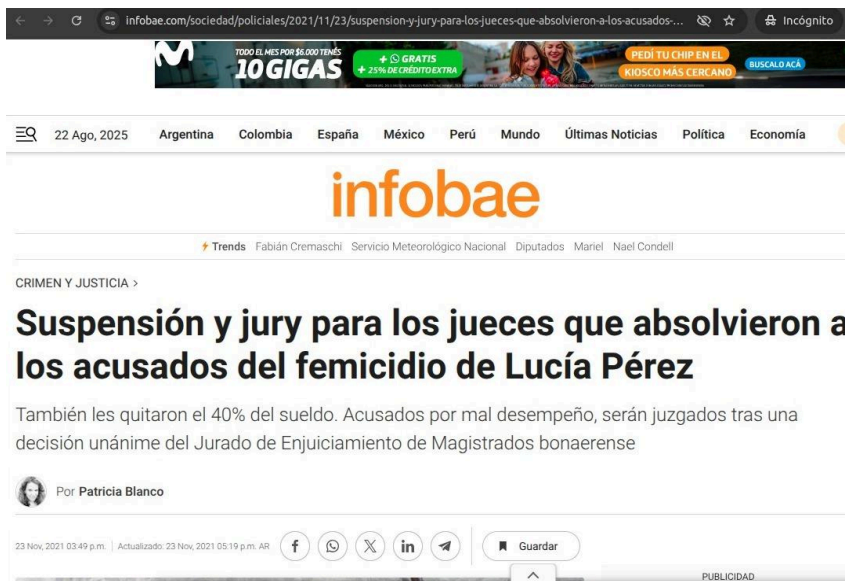 infobae.com/sociedad/policiales/2021/11/23/suspension-y-jury-para-los-jueces-que-absolvieron-a-los-acusados-...
Incógnito
TODO EL MES POR $6.000 TENÉS
10 GIGAS
+ GRATIS
+ 25% DE CRÉDITO EXTRA
PEDÍ TU
CHIP EN EL
KIOSCO MÁS CERCANO
BUSCALO ACÁ
22 Ago, 2025 Argentina Colombia España México Perú Mundo Últimas Noticias Política Economía
infobae
Trends Fabián Cremaschi Servicio Meteorológico Nacional Diputados Mariel Nael Condell
CRIMEN Y JUSTICIA >
Suspensión y jury para los jueces que absolvieron a
los acusados del femicidio de Lucía Pérez
También les quitaron el 40% del sueldo. Acusados por mal desempeño, serán juzgados tras una
decisión unánime del Jurado de Enjuiciamiento de Magistrados bonaerense
Por Patricia Blanco
23 Nov, 2021 03:49 p.m. | Actualizado: 23 Nov, 2021 05:19 p.m. AR
Guardar
PUBLICIDAD